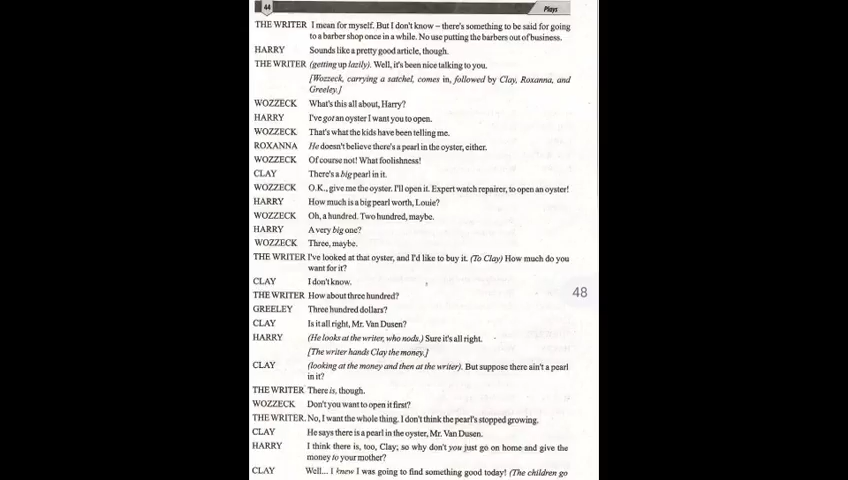 44 Plays
THE WRITER I mean for myself. But I don't know – there's something to be said for going
to a barber shop once in a while. No use putting the barbers out of business.
HARRY Sounds like a pretty good article, though.
THE WRITER (getting up lazily). Well, it's been nice talking to you.
[Wozzeck, carrying a satchel, comes in, followed by Clay, Roxanna, and
Greeley.]
WOZZECK What's this all about, Harry?
HARRY I've got an oyster I want you to open.
WOZZECK That's what the kids have been telling me.
ROXANNA He doesn't believe there's a pearl in the oyster, either.
WOZZECK Of course not! What foolishness!
CLAY There's a big pearl in it.
WOZZECK O.K., give me the oyster. I'll open it. Expert watch repairer, to open an oyster!
HARRY How much is a big pearl worth, Louie?
WOZZECK Oh, a hundred. Two hundred, maybe.
HARRY A very big one?
WOZZECK Three, maybe.
THE WRITER I've looked at that oyster, and I'd like to buy it. (To Clay) How much do you
want for it?
CLAY I don't know.
THE WRITER How about three hundred?
GREELEY Three hundred dollars?
CLAY Is it all right, Mr. Van Dusen?
HARRY (He looks at the writer, who nods.) Sure it's all right.
[The writer hands Clay the money.]
CLAY (looking at the money and then at the writer). But suppose there ain't a pearl
in it?
THE WRITER There is, though.
WOZZECK Don't you want to open it first?
THE WRITER. No, I want the whole thing. I don't think the pearl's stopped growing.
CLAY He says there is a pearl in the oyster, Mr. Van Dusen.
HARRY I think there is, too, Clay; so why don't you just go on home and give the
money to your mother?
CLAY Well... I knew I was going to find something good today! (The children go
48